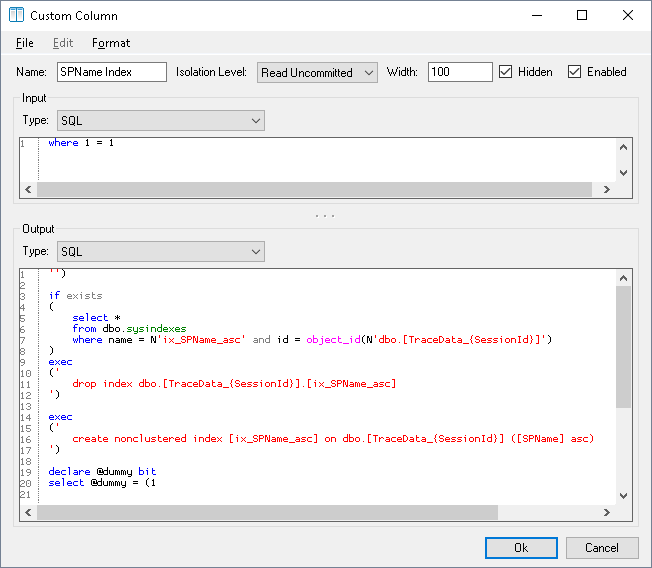 Custom Column
File Edit Format
Name: SPName Index Isolation Level: Read Uncommitted Width: 100 Hidden Enabled
Input
Type: SQL
1 where 1 = 1
...
Output
Type: SQL
1 '')
2
3 if exists
4 (
5 select *
6 from dbo.sysindexes
7 where name = N'ix_SPName_asc' and id = object_id(N'dbo.[TraceData_{SessionId}]')
8 )
9 exec
10 ('
11 drop index dbo.[TraceData_{SessionId}].[ix_SPName_asc]
12 ')
13
14 exec
15 ('
16 create nonclustered index [ix_SPName_asc] on dbo.[TraceData_{SessionId}] ([SPName] asc)
17 ')
18
19 declare @dummy bit
20 select @dummy = (1
21
Ok Cancel